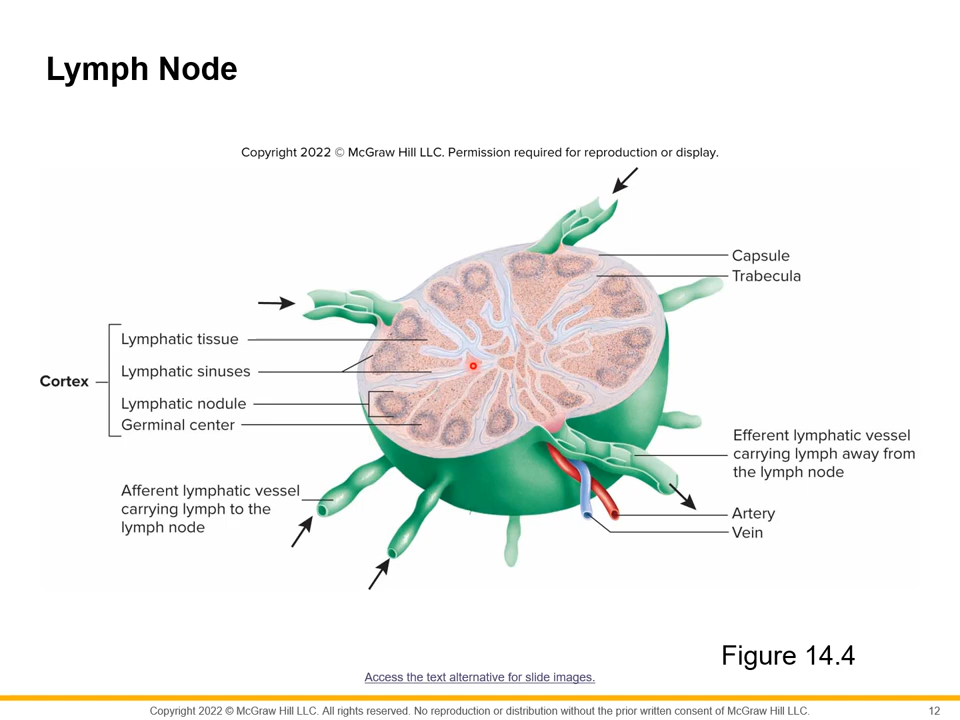 Lymph Node
Copyright 2022 © McGraw Hill LLC. Permission required for reproduction or display.
Capsule
Trabecula
Lymphatic tissue
Lymphatic sinuses
Cortex
Lymphatic nodule
Germinal center
Efferent lymphatic vessel
carrying lymph away from
the lymph node
Afferent lymphatic vessel
carrying lymph to the
lymph node
Artery
Vein
Figure 14.4
Access the text alternative for slide images.
Copyright 2022 © McGraw Hill LLC. All rights reserved. No reproduction or distribution without the prior written consent of McGraw Hill LLC.
12